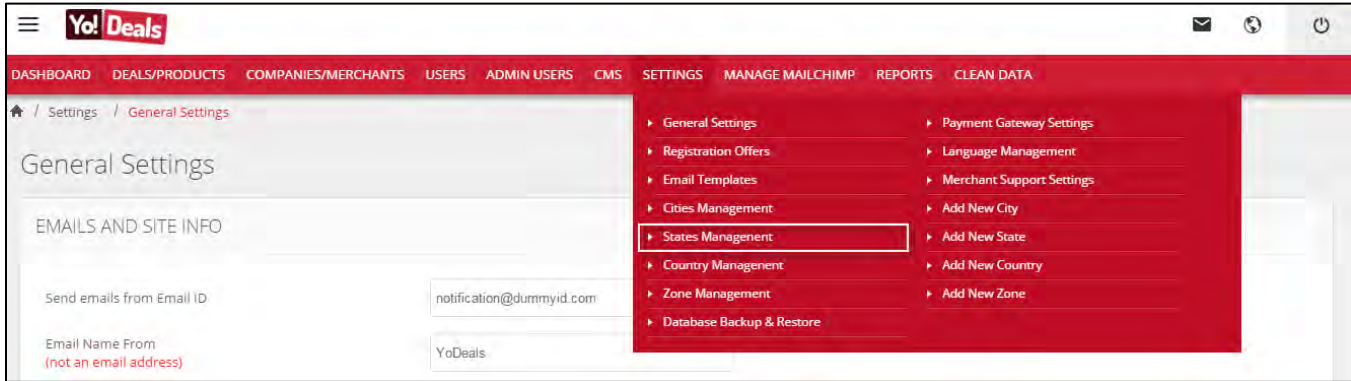 Yo! Deals
DASHBOARD DEALS/PRODUCTS COMPANIES/MERCHANTS USERS ADMIN USERS CMS SETTINGS MANAGE MAILCHIMP REPORTS CLEAN DATA
/ Settings / General Settings
General Settings
EMAILS AND SITE INFO
Send emails from Email ID
notification@dummyid.com
Email Name From
(not an email address)
YoDeals
General Settings
Registration Offers
Email Templates
Cities Management
States Management
Country Management
Zone Management
Database Backup & Restore
Payment Gateway Settings
Language Management
Merchant Support Settings
Add New City
Add New State
Add New Country
Add New Zone